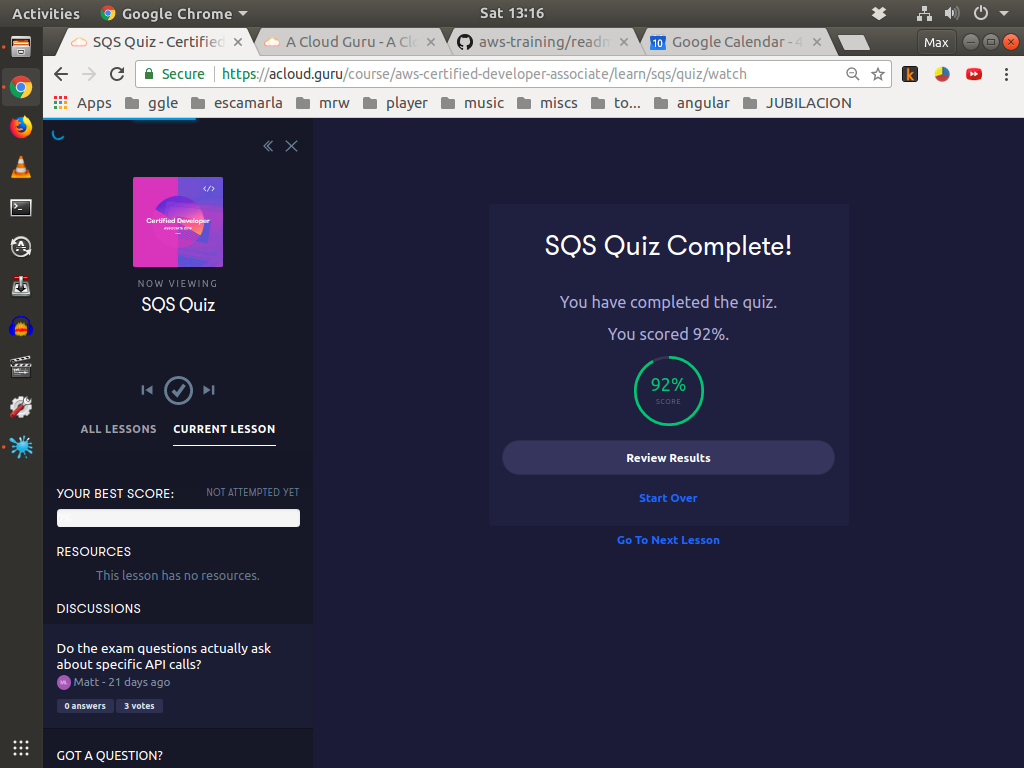 Activities
Google Chrome
Sat 13:16
SQS Quiz - Certified
A Cloud Guru - A Clo
aws-training/readm
Google Calendar - 4
Max
Secure
https://acloud.guru/course/aws-certified-developer-associate/learn/sqs/quiz/watch
Apps
ggle
escamarla
mrw
player
music
miscs
to...
angular
JUBILACION
</>
Certified Developer
NOW VIEWING
SQS Quiz
ALL LESSONS
CURRENT LESSON
YOUR BEST SCORE:
NOT ATTEMPTED YET
RESOURCES
This lesson has no resources.
DISCUSSIONS
Do the exam questions actually ask
about specific API calls?
Matt - 21 days ago
0 answers
3 votes
GOT A QUESTION?
SQS Quiz Complete!
You have completed the quiz.
You scored 92%.
92%
SCORE
Review Results
Start Over
Go To Next Lesson